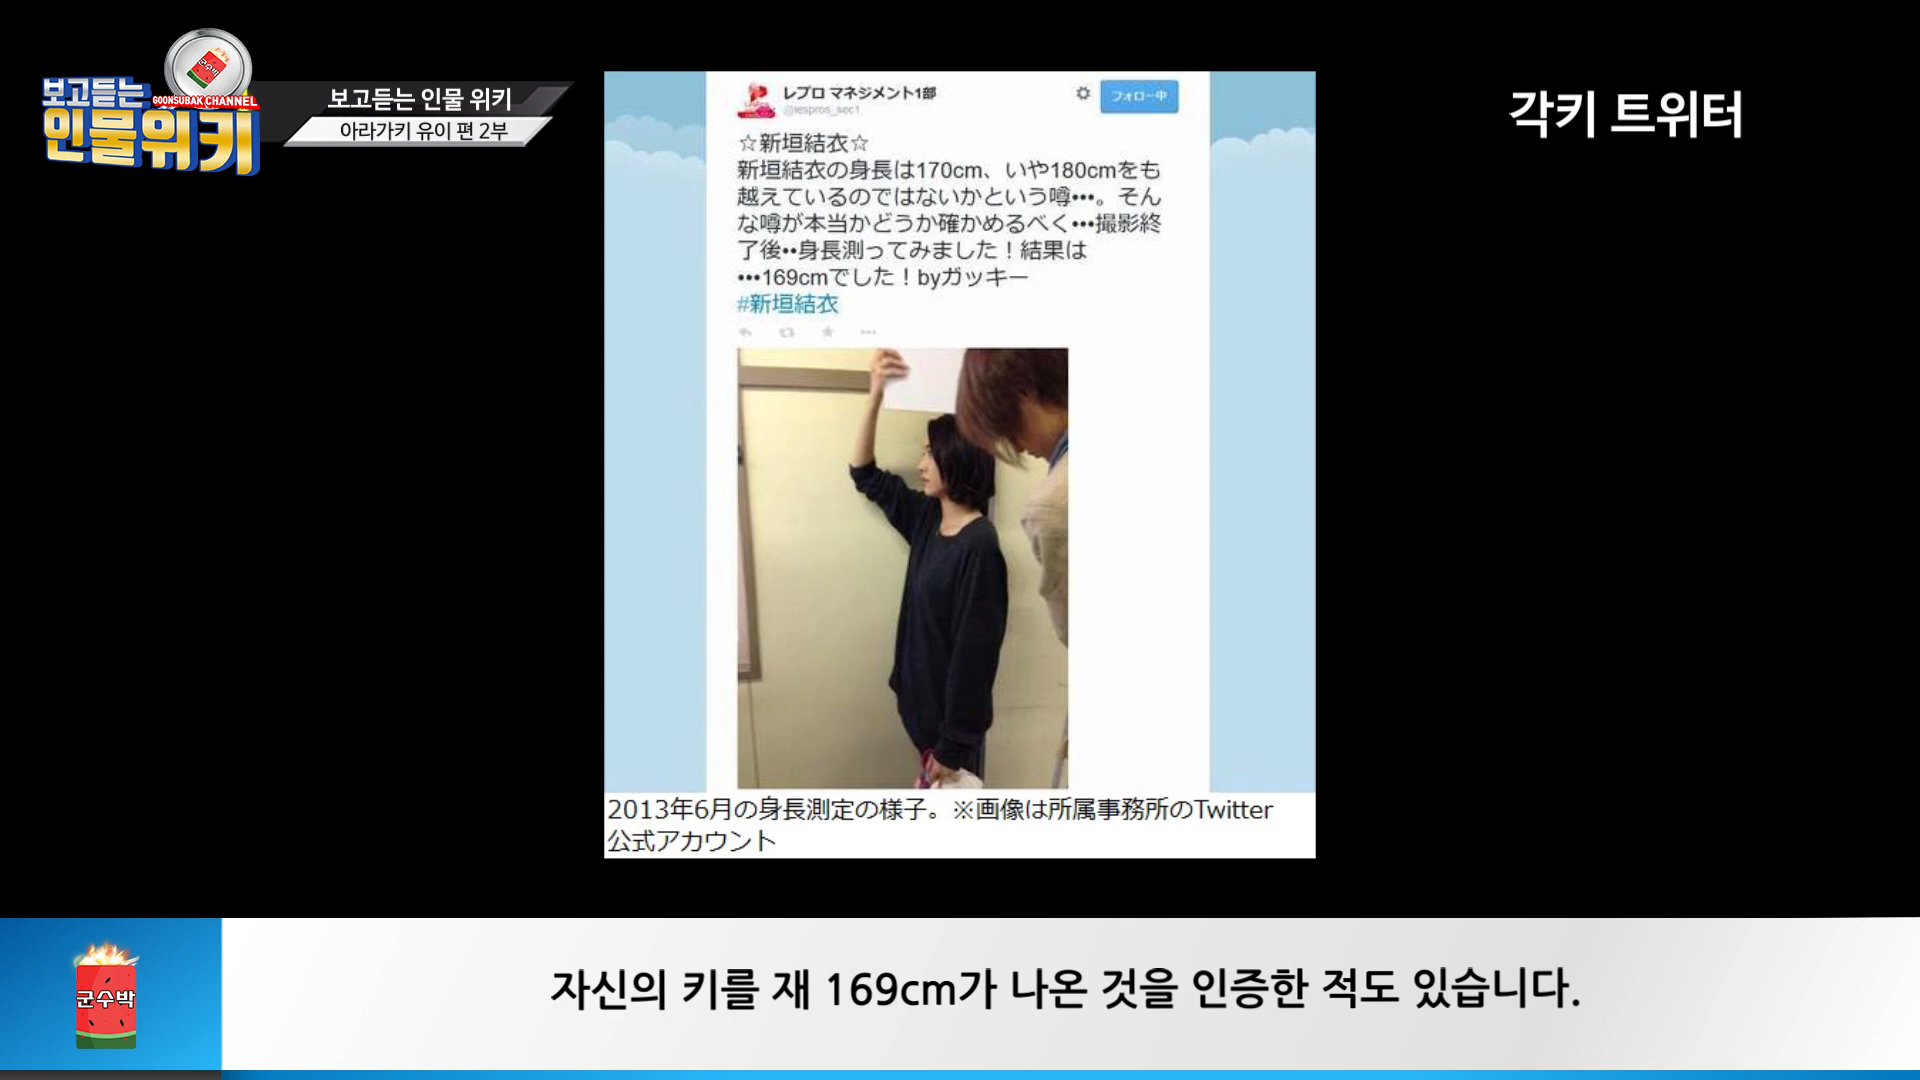 보고듣는
인물위키
군수박
GOONSUBAK CHANNEL
보고듣는 인물 위키
아라가키 유이 편 2부
각키 트위터
レプロ マネジメント1部
@lespros_sec1
フォロー中
☆新垣結衣☆
新垣結衣の身長は170cm、いや180cmをも
越えているのではないかという噂•••。そん
な噂が本当かどうか確かめるべく•••撮影終
了後••身長測ってみました！結果は
•••169cmでした！byガッキー
#新垣結衣
2013年6月の身長測定の様子。※画像は所属事務所のTwitter
公式アカウント
군수박
자신의 키를 재 169cm가 나온 것을 인증한 적도 있습니다.